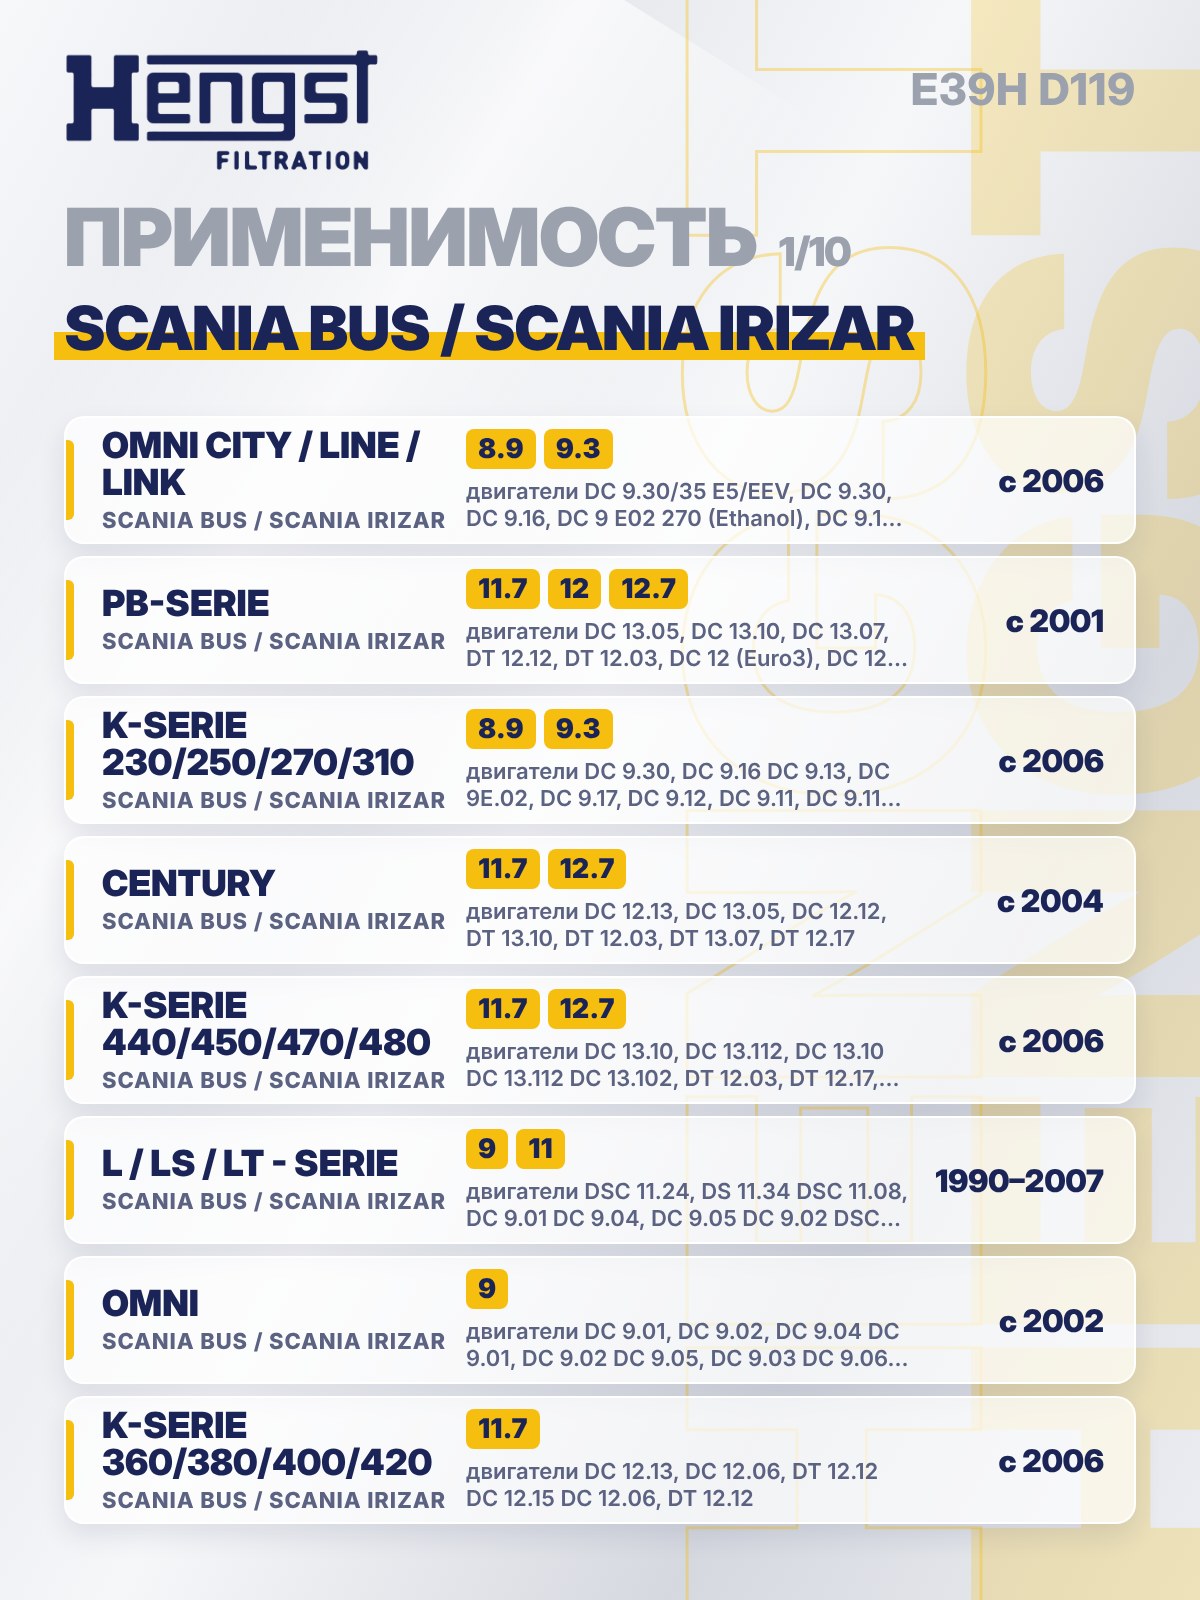 Hengst
FILTRATION
E39H D119
ПРИМЕНИМОСТЬ 1/10
SCANIA BUS / SCANIA IRIZAR
OMNI CITY / LINE /
LINK
SCANIA BUS / SCANIA IRIZAR
8.9 9.3
двигатели DC 9.30/35 E5/EEV, DC 9.30,
DC 9.16, DC 9 E02 270 (Ethanol), DC 9.1...
с 2006
PB-SERIE
SCANIA BUS / SCANIA IRIZAR
11.7 12 12.7
двигатели DC 13.05, DC 13.10, DC 13.07,
DT 12.12, DT 12.03, DC 12 (Euro3), DC 12...
с 2001
K-SERIE
230/250/270/310
SCANIA BUS / SCANIA IRIZAR
8.9 9.3
двигатели DC 9.30, DC 9.16 DC 9.13, DC
9E.02, DC 9.17, DC 9.12, DC 9.11, DC 9.11...
с 2006
CENTURY
SCANIA BUS / SCANIA IRIZAR
11.7 12.7
двигатели DC 12.13, DC 13.05, DC 12.12,
DT 13.10, DT 12.03, DT 13.07, DT 12.17
с 2004
K-SERIE
440/450/470/480
SCANIA BUS / SCANIA IRIZAR
11.7 12.7
двигатели DC 13.10, DC 13.112, DC 13.10
DC 13.112 DC 13.102, DT 12.03, DT 12.17,...
с 2006
L / LS / LT - SERIE
SCANIA BUS / SCANIA IRIZAR
9 11
двигатели DSC 11.24, DS 11.34 DSC 11.08,
DC 9.01 DC 9.04, DC 9.05 DC 9.02 DSC...
1990–2007
OMNI
SCANIA BUS / SCANIA IRIZAR
9
двигатели DC 9.01, DC 9.02, DC 9.04 DC
9.01, DC 9.02 DC 9.05, DC 9.03 DC 9.06...
с 2002
K-SERIE
360/380/400/420
SCANIA BUS / SCANIA IRIZAR
11.7
двигатели DC 12.13, DC 12.06, DT 12.12
DC 12.15 DC 12.06, DT 12.12
с 2006